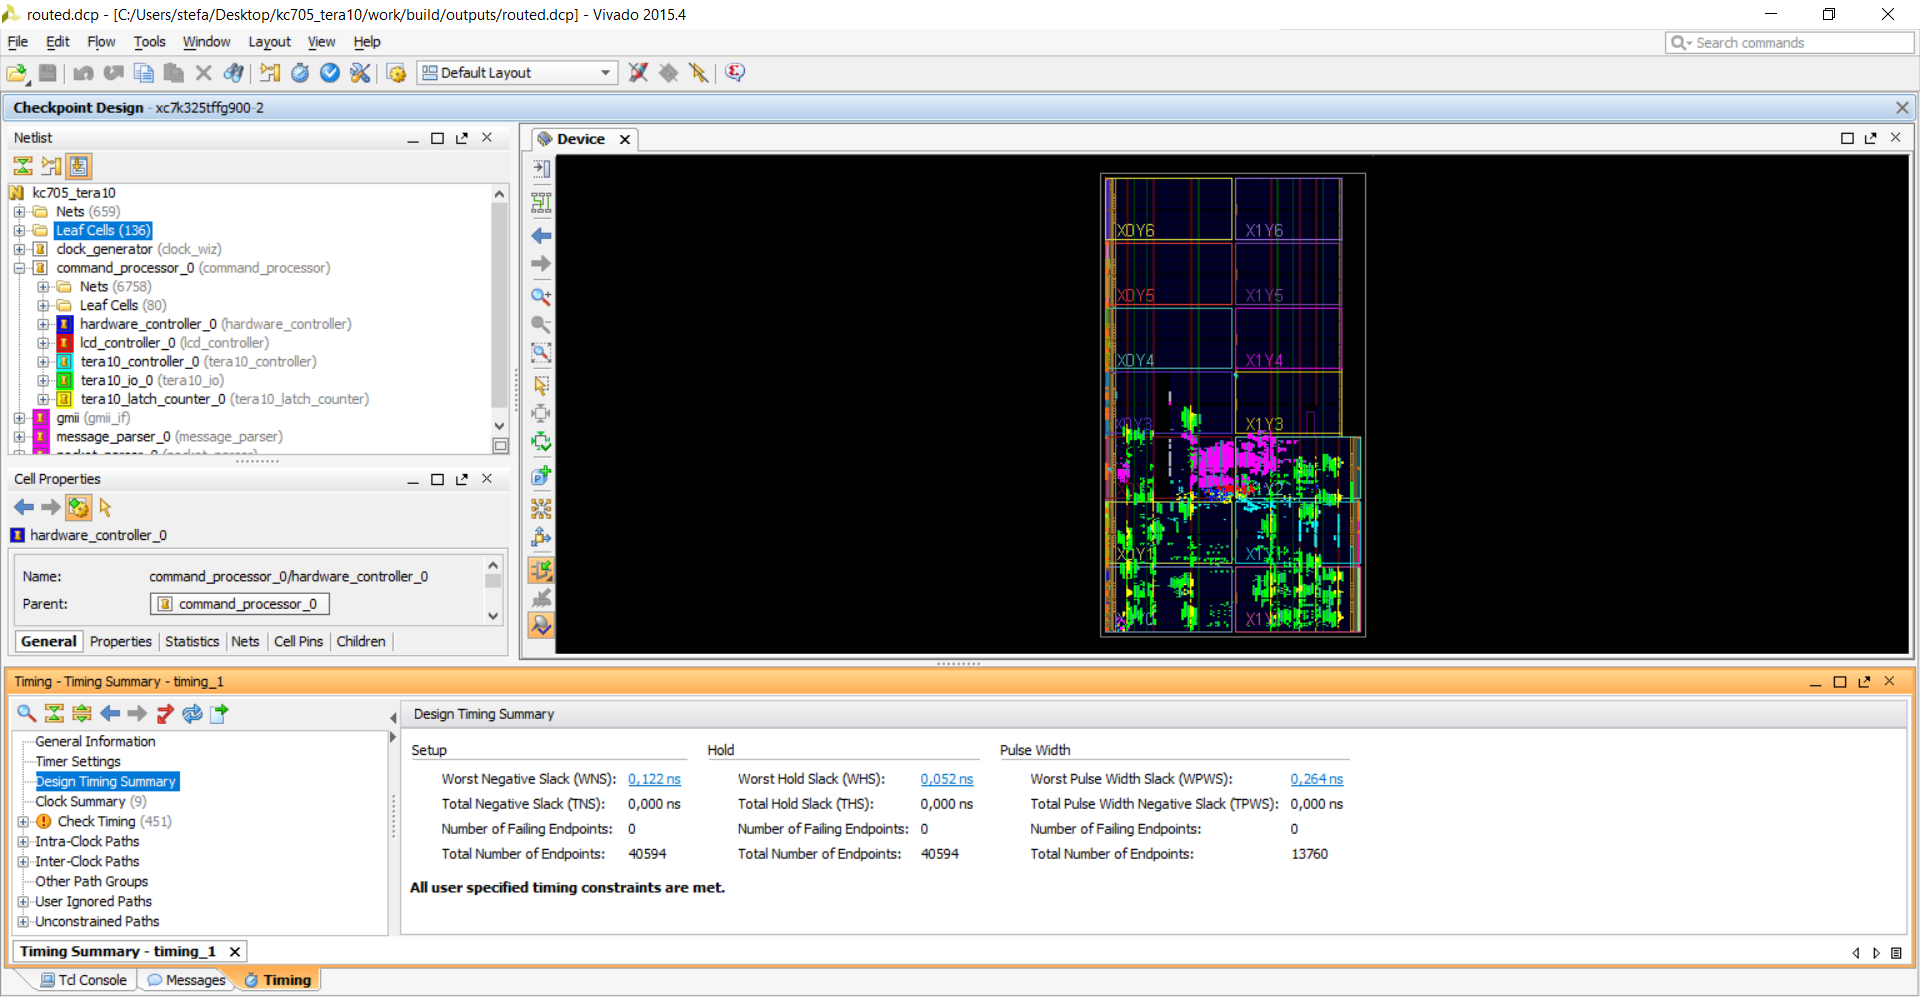 routed.dcp - [C:/Users/stefa/Desktop/kc705_tera10/work/build/outputs/routed.dcp] - Vivado 2015.4
File Edit Flow Tools Window Layout View Help
Search commands
Default Layout
Checkpoint Design - xc7k325tffg900-2
Netlist
kc705_tera10
Nets (659)
Leaf Cells (136)
clock_generator (clock_wiz)
command_processor_0 (command_processor)
Nets (6758)
Leaf Cells (80)
hardware_controller_0 (hardware_controller)
lcd_controller_0 (lcd_controller)
tera10_controller_0 (tera10_controller)
tera10_io_0 (tera10_io)
tera10_latch_counter_0 (tera10_latch_counter)
gmii (gmii_if)
message_parser_0 (message_parser)
Cell Properties
hardware_controller_0
Name: command_processor_0/hardware_controller_0
Parent: command_processor_0
General Properties Statistics Nets Cell Pins Children
Device
X0Y6 X1Y6
X0Y5 X1Y5
X0Y4 X1Y4
X0Y3 X1Y3
X1Y2
X0Y1 X1Y1
Timing - Timing Summary - timing_1
General Information
Timer Settings
Design Timing Summary
Clock Summary (9)
Check Timing (451)
Intra-Clock Paths
Inter-Clock Paths
Other Path Groups
User Ignored Paths
Unconstrained Paths
Design Timing Summary
Setup Hold Pulse Width
Worst Negative Slack (WNS): 0,122 ns Worst Hold Slack (WHS): 0,052 ns Worst Pulse Width Slack (WPWS): 0,264 ns
Total Negative Slack (TNS): 0,000 ns Total Hold Slack (THS): 0,000 ns Total Pulse Width Negative Slack (TPWS): 0,000 ns
Number of Failing Endpoints: 0 Number of Failing Endpoints: 0 Number of Failing Endpoints: 0
Total Number of Endpoints: 40594 Total Number of Endpoints: 40594 Total Number of Endpoints: 13760
All user specified timing constraints are met.
Timing Summary - timing_1
Tcl Console Messages Timing